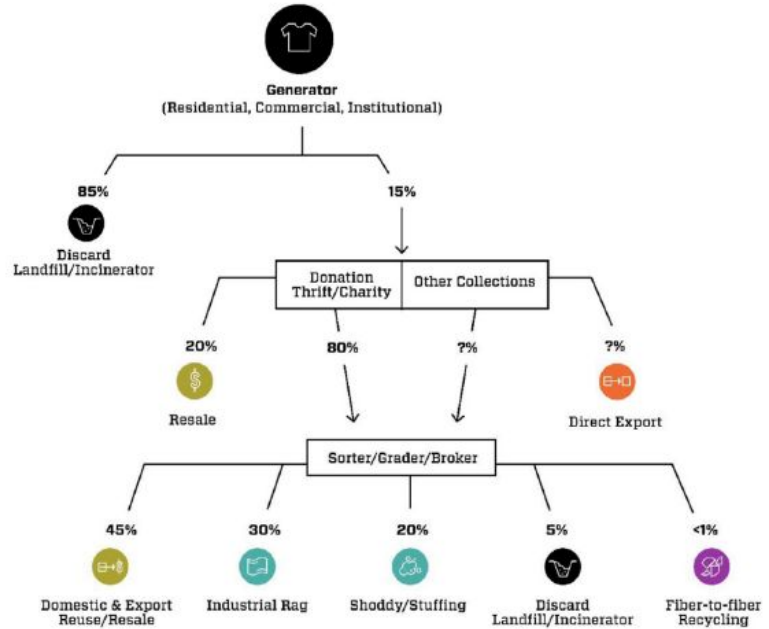 Generator
(Residential, Commercial, Institutional)
85%
15%
Discard
Landfill/Incinerator
Donation
Thrift/Charity
Other Collections
20%
80%
?%
?%
Resale
Direct Export
Sorter/Grader/Broker
45%
30%
20%
5%
<1%
Domestic & Export
Reuse/Resale
Industrial Rag
Shoddy/Stuffing
Discard
Landfill/Incinerator
Fiber-to-fiber
Recycling